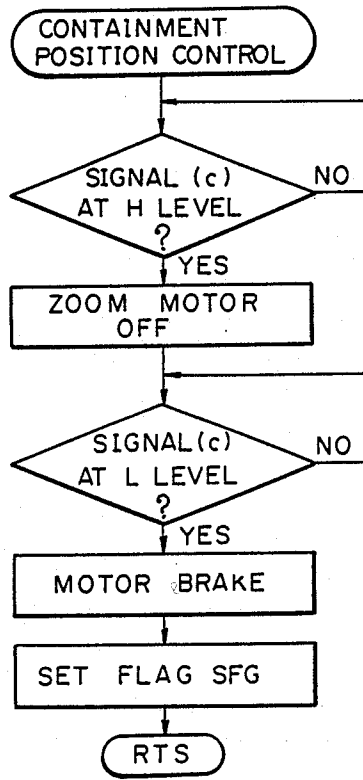 CONTAINMENT
POSITION CONTROL
SIGNAL (c)
AT H LEVEL
?
NO
YES
ZOOM MOTOR
OFF
SIGNAL (c)
AT L LEVEL
?
NO
YES
MOTOR BRAKE
SET FLAG SFG
RTS